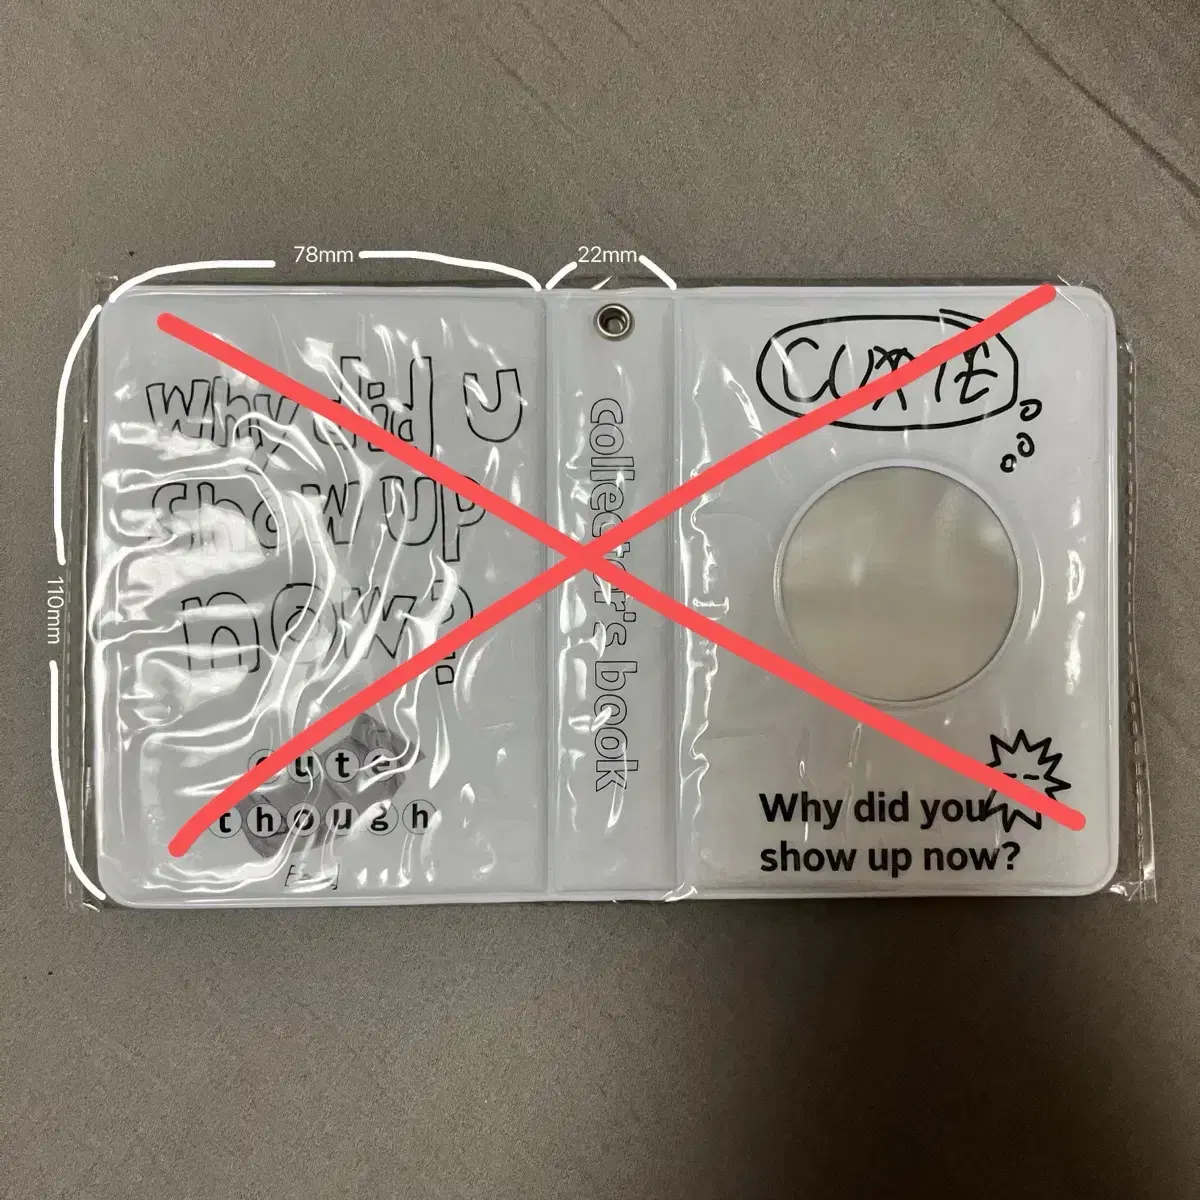 78mm
22mm
110mm
why did u
show up
now?
cute
though
collector's book
CUTE
Why did you
show up now?